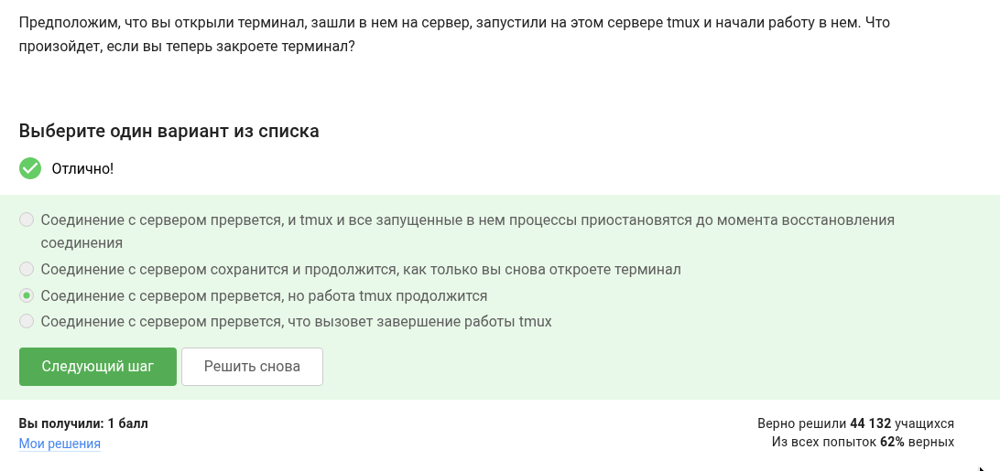 Предположим, что вы открыли терминал, зашли в нем на сервер, запустили на этом сервере tmux и начали работу в нем. Что
произойдет, если вы теперь закроете терминал?
Выберите один вариант из списка
Отлично!
Соединение с сервером прервется, и tmux и все запущенные в нем процессы приостановятся до момента восстановления
соединения
Соединение с сервером сохранится и продолжится, как только вы снова откроете терминал
Соединение с сервером прервется, но работа tmux продолжится
Соединение с сервером прервется, что вызовет завершение работы tmux
Следующий шаг
Решить снова
Вы получили: 1 балл
Мои решения
Верно решили 44 132 учащихся
Из всех попыток 62% верных